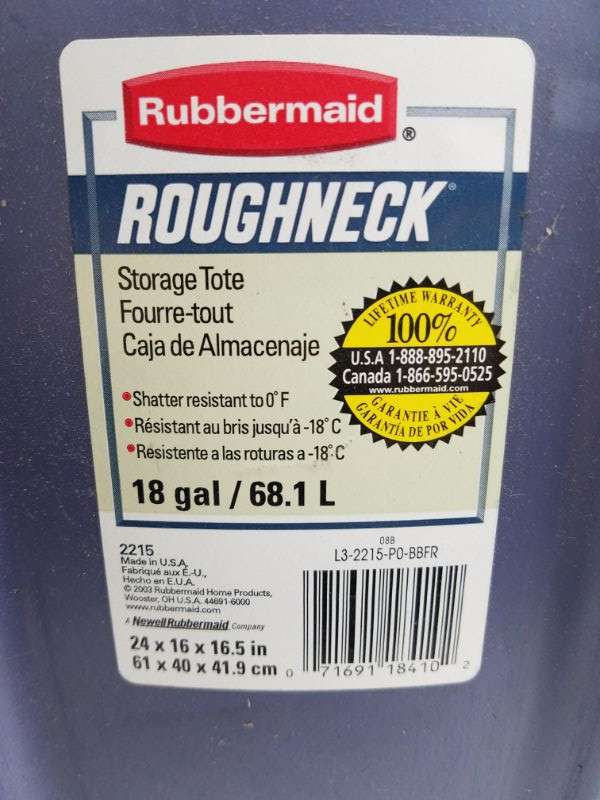 Rubbermaid®
ROUGHNECK®
Storage Tote
Fourre-tout
Caja de Almacenaje
LIFETIME WARRANTY
100%
U.S.A 1-888-895-2110
Canada 1-866-595-0525
www.rubbermaid.com
GARANTIE À VIE
GARANTÍA DE POR VIDA
•Shatter resistant to 0°F
•Résistant au bris jusqu'à -18°C
•Resistente a las roturas a -18°C
18 gal / 68.1 L
2215
Made in U.S.A.
Fabriqué aux É.-U.,
Hecho en E.U.A.
© 2003 Rubbermaid Home Products,
Wooster, OH U.S.A. 44691-6000
www.rubbermaid.com
A Newell Rubbermaid Company
24 x 16 x 16.5 in
61 x 40 x 41.9 cm
08B
L3-2215-P0-BBFR
0 71691 18410 2